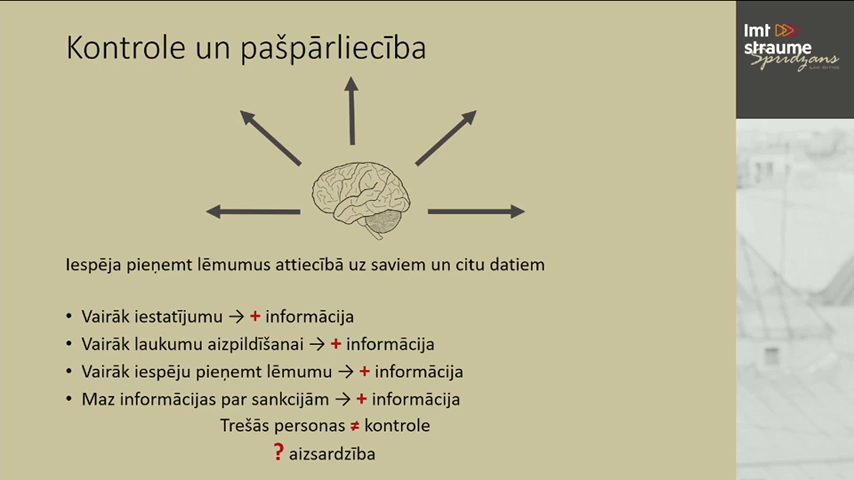 Kontrole un pašpārliecība
lmt
straume
Sprīdzāns
Iespēja pieņemt lēmumus attiecībā uz saviem un citu datiem
• Vairāk iestatījumu → + informācija
• Vairāk laukumu aizpildīšanai → + informācija
• Vairāk iespēju pieņemt lēmumu → + informācija
• Maz informācijas par sankcijām → + informācija
Trešās personas ≠ kontrole
? aizsardzība